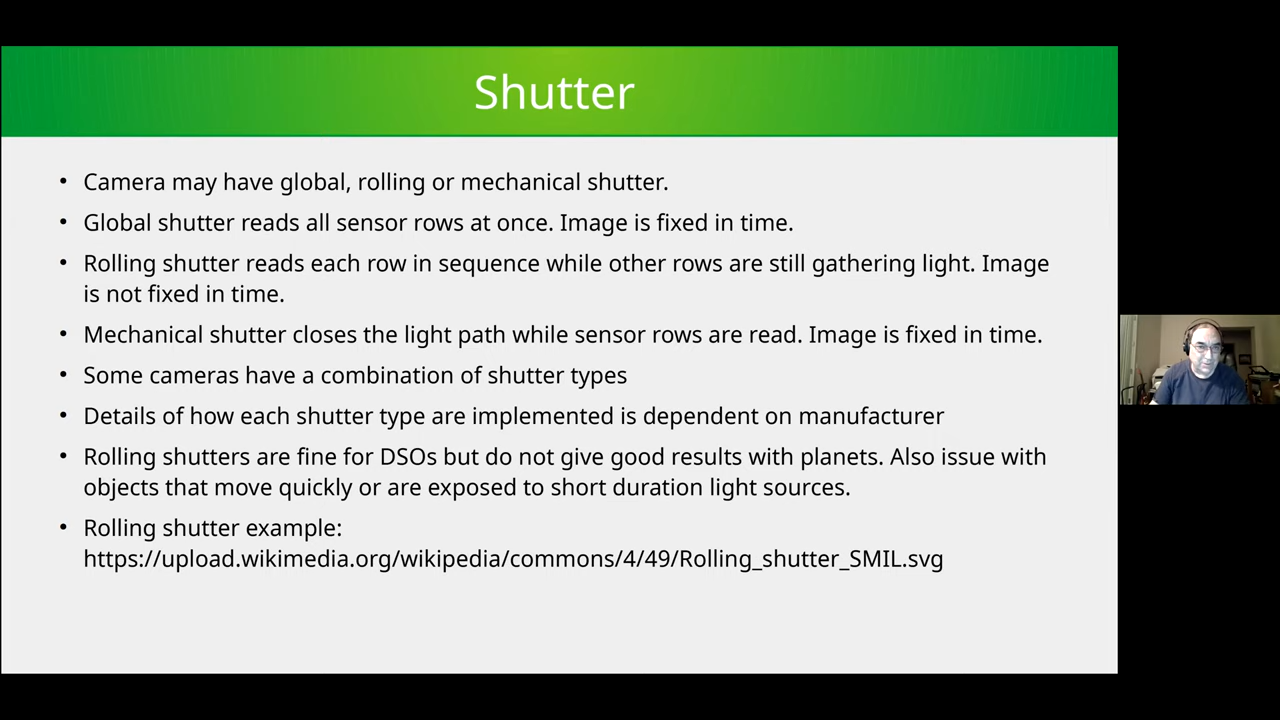 Shutter
• Camera may have global, rolling or mechanical shutter.
• Global shutter reads all sensor rows at once. Image is fixed in time.
• Rolling shutter reads each row in sequence while other rows are still gathering light. Image
is not fixed in time.
• Mechanical shutter closes the light path while sensor rows are read. Image is fixed in time.
• Some cameras have a combination of shutter types
• Details of how each shutter type are implemented is dependent on manufacturer
• Rolling shutters are fine for DSOs but do not give good results with planets. Also issue with
objects that move quickly or are exposed to short duration light sources.
• Rolling shutter example:
https://upload.wikimedia.org/wikipedia/commons/4/49/Rolling_shutter_SMIL.svg